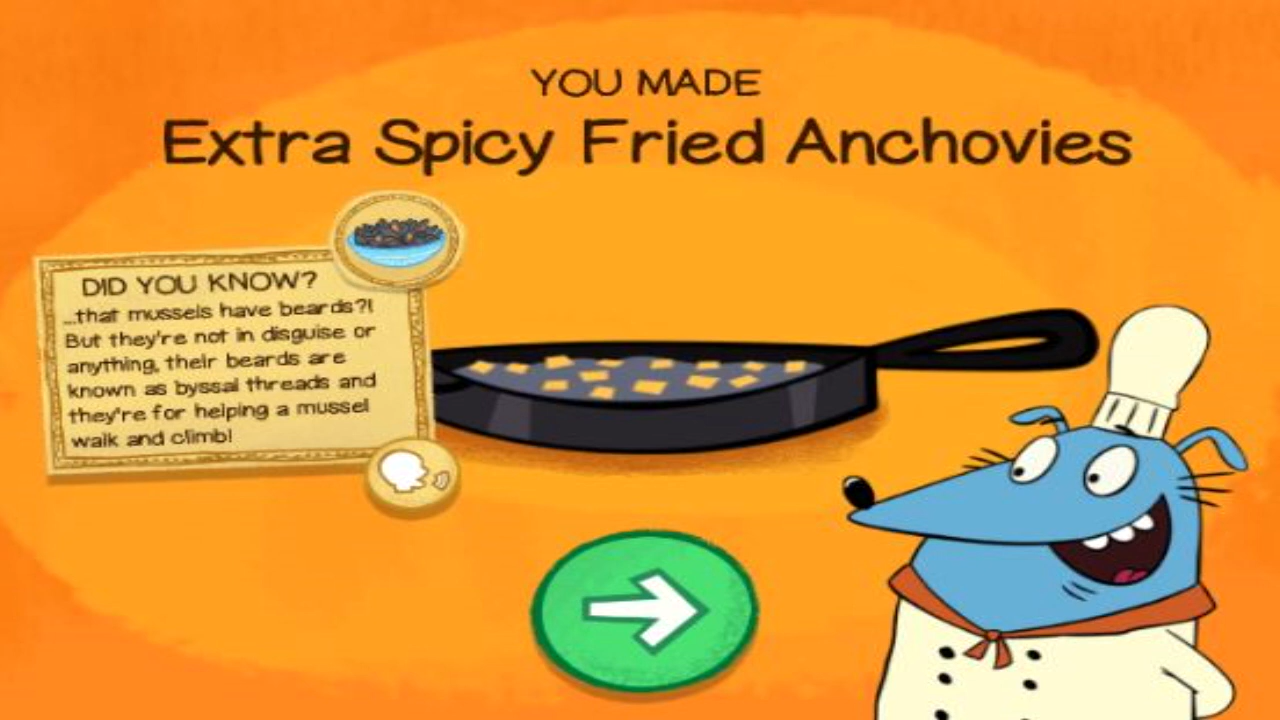 YOU MADE
Extra Spicy Fried Anchovies
DID YOU KNOW?
...that mussels have beards?!
But they're not in disguise or
anything, their beards are
known as byssal threads and
they're for helping a mussel
walk and climb!